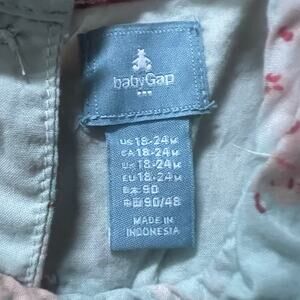 babyGap
US 18-24M
CA 18-24M
US 18-24M
EU 18-24M
日本 90
中国 90/48
MADE IN
INDONESIA